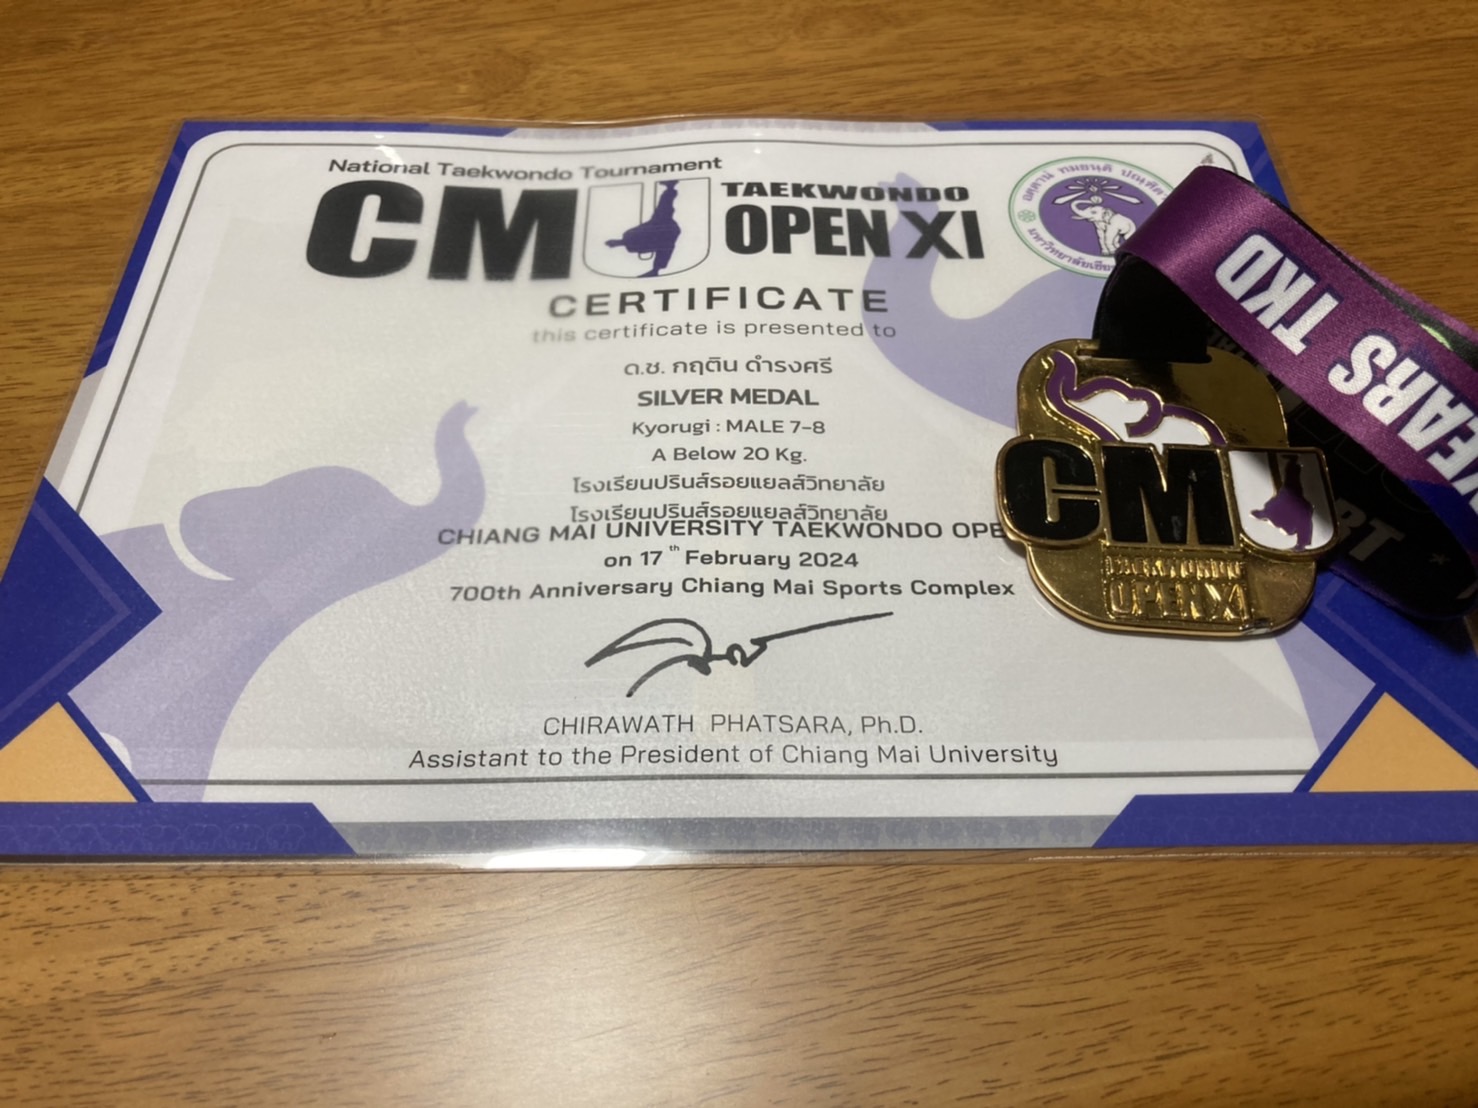 National Taekwondo Tournament
CMU TAEKWONDO
OPEN XI
CERTIFICATE
this certificate is presented to
ด.ช. กฤติน ดำรงศรี
SILVER MEDAL
Kyorugi : MALE 7-8
A Below 20 Kg.
โรงเรียนปรินส์รอยแยลส์วิทยาลัย
โรงเรียนปรินส์รอยแยลส์วิทยาลัย
CHIANG MAI UNIVERSITY TAEKWONDO OPE
on 17th February 2024
700th Anniversary Chiang Mai Sports Complex
CHIRAWATH PHATSARA, Ph.D.
Assistant to the President of Chiang Mai University
YEARS TKD
CMU
TAEKWONDO
OPEN XI